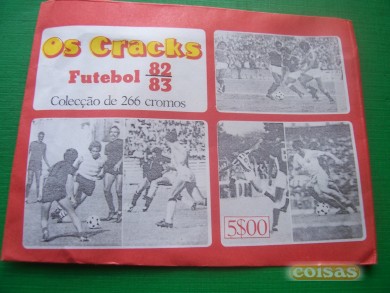 Os Cracks
Futebol 82
83
Colecção de 266 cromos
5$00
coisas